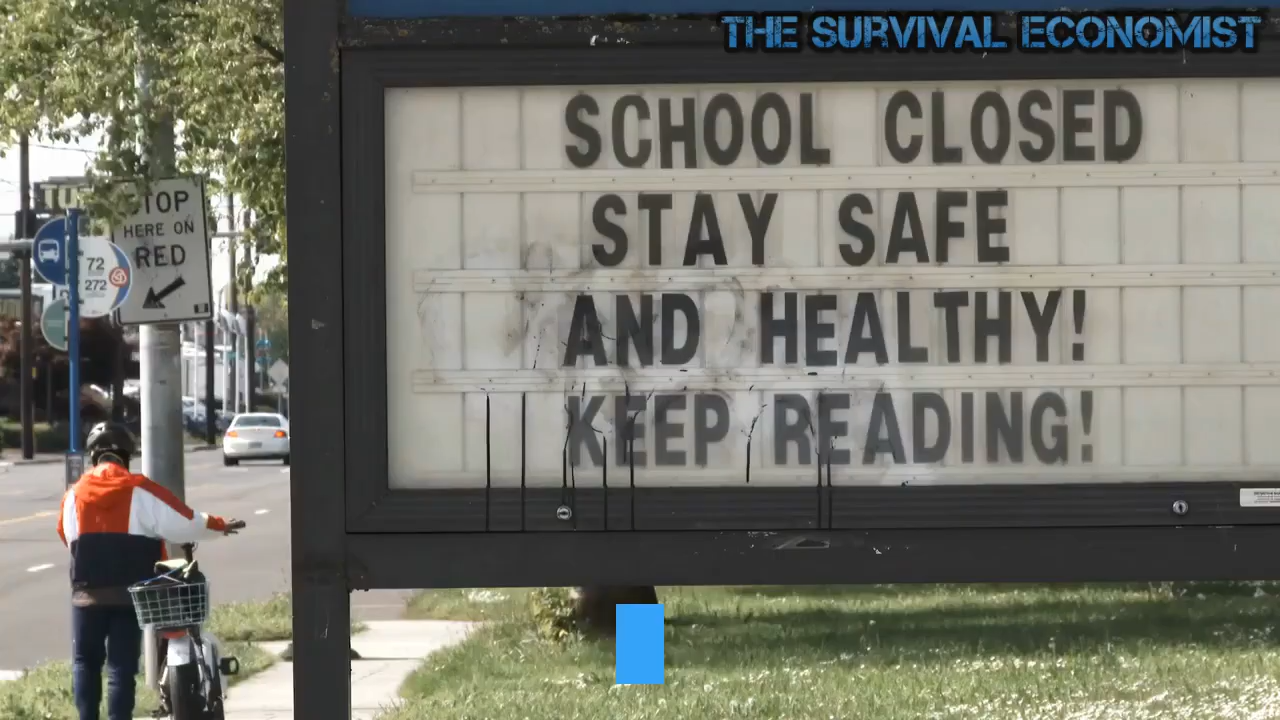 THE SURVIVAL ECONOMIST
SCHOOL CLOSED
STAY SAFE
AND HEALTHY!
KEEP READING!
STOP
HERE ON
RED
72
272